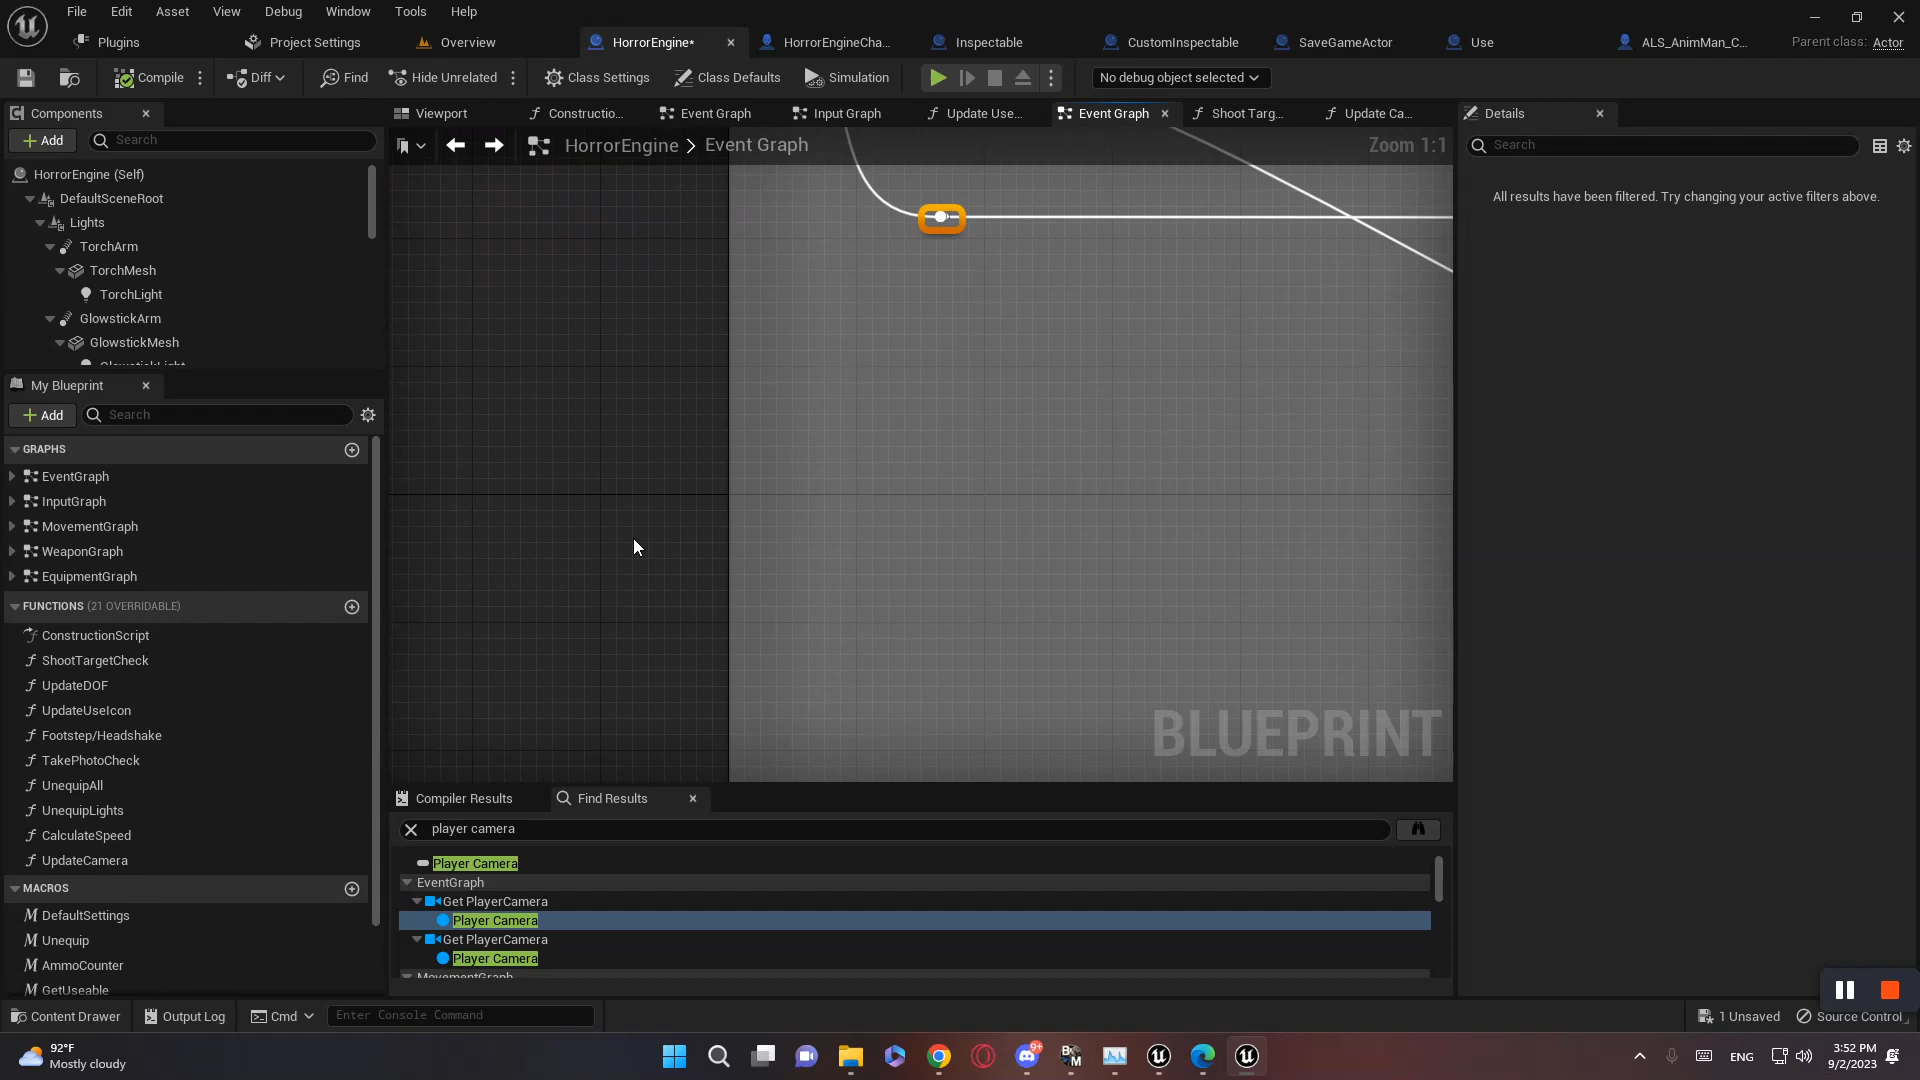 File Edit Asset View Debug Window Tools Help
Plugins Project Settings Overview HorrorEngine* HorrorEngineCha... Inspectable CustomInspectable SaveGameActor Use ALS_AnimMan_C... Parent class: Actor
Compile Diff Find Hide Unrelated Class Settings Class Defaults Simulation No debug object selected
Components
Add Search
HorrorEngine (Self)
DefaultSceneRoot
Lights
TorchArm
TorchMesh
TorchLight
GlowstickArm
GlowstickMesh
GlowstickLight
My Blueprint
Add Search
GRAPHS
EventGraph
InputGraph
MovementGraph
WeaponGraph
EquipmentGraph
FUNCTIONS (21 OVERRIDABLE)
ConstructionScript
ShootTargetCheck
UpdateDOF
UpdateUseIcon
Footstep/Headshake
TakePhotoCheck
UnequipAll
UnequipLights
CalculateSpeed
UpdateCamera
MACROS
DefaultSettings
Unequip
AmmoCounter
GetUseable
Viewport Constructio... Event Graph Input Graph Update Use... Event Graph Shoot Targ... Update Ca...
HorrorEngine > Event Graph Zoom 1:1
BLUEPRINT
Compiler Results Find Results
player camera
Player Camera
EventGraph
Get PlayerCamera
Player Camera
Get PlayerCamera
Player Camera
MovementGraph
Details
Search
All results have been filtered. Try changing your active filters above.
Content Drawer Output Log Cmd Enter Console Command 1 Unsaved Source Control
92°F
Mostly cloudy
9+
ENG
3:52 PM
9/2/2023